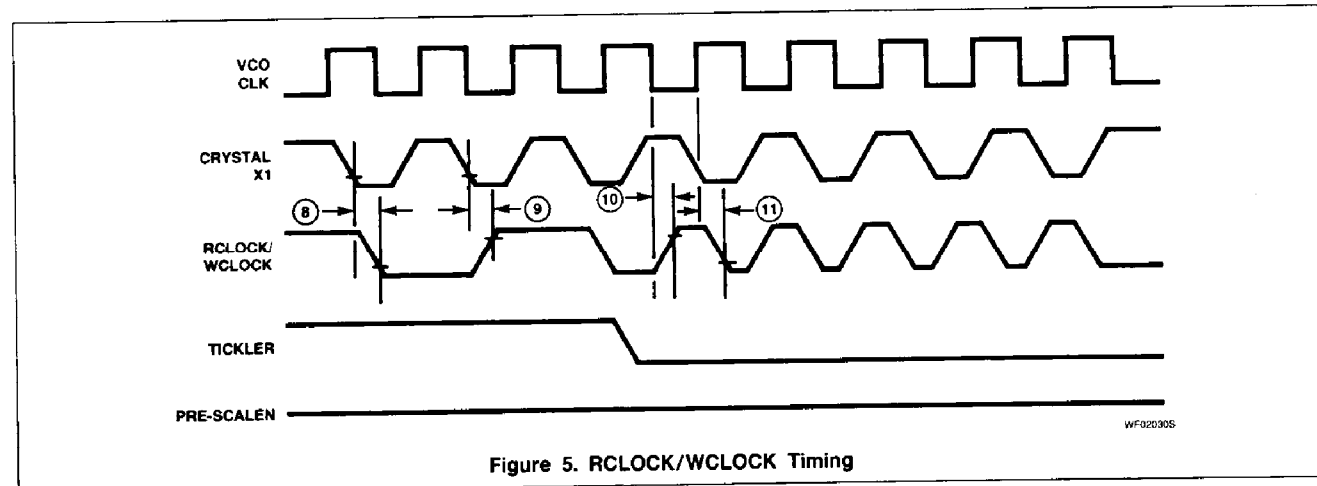 VCO
CLK
CRYSTAL
X1
8
9
10
11
RCLOCK/
WCLOCK
TICKLER
PRE-SCALEN
WF02030S
Figure 5. RCLOCK/WCLOCK Timing